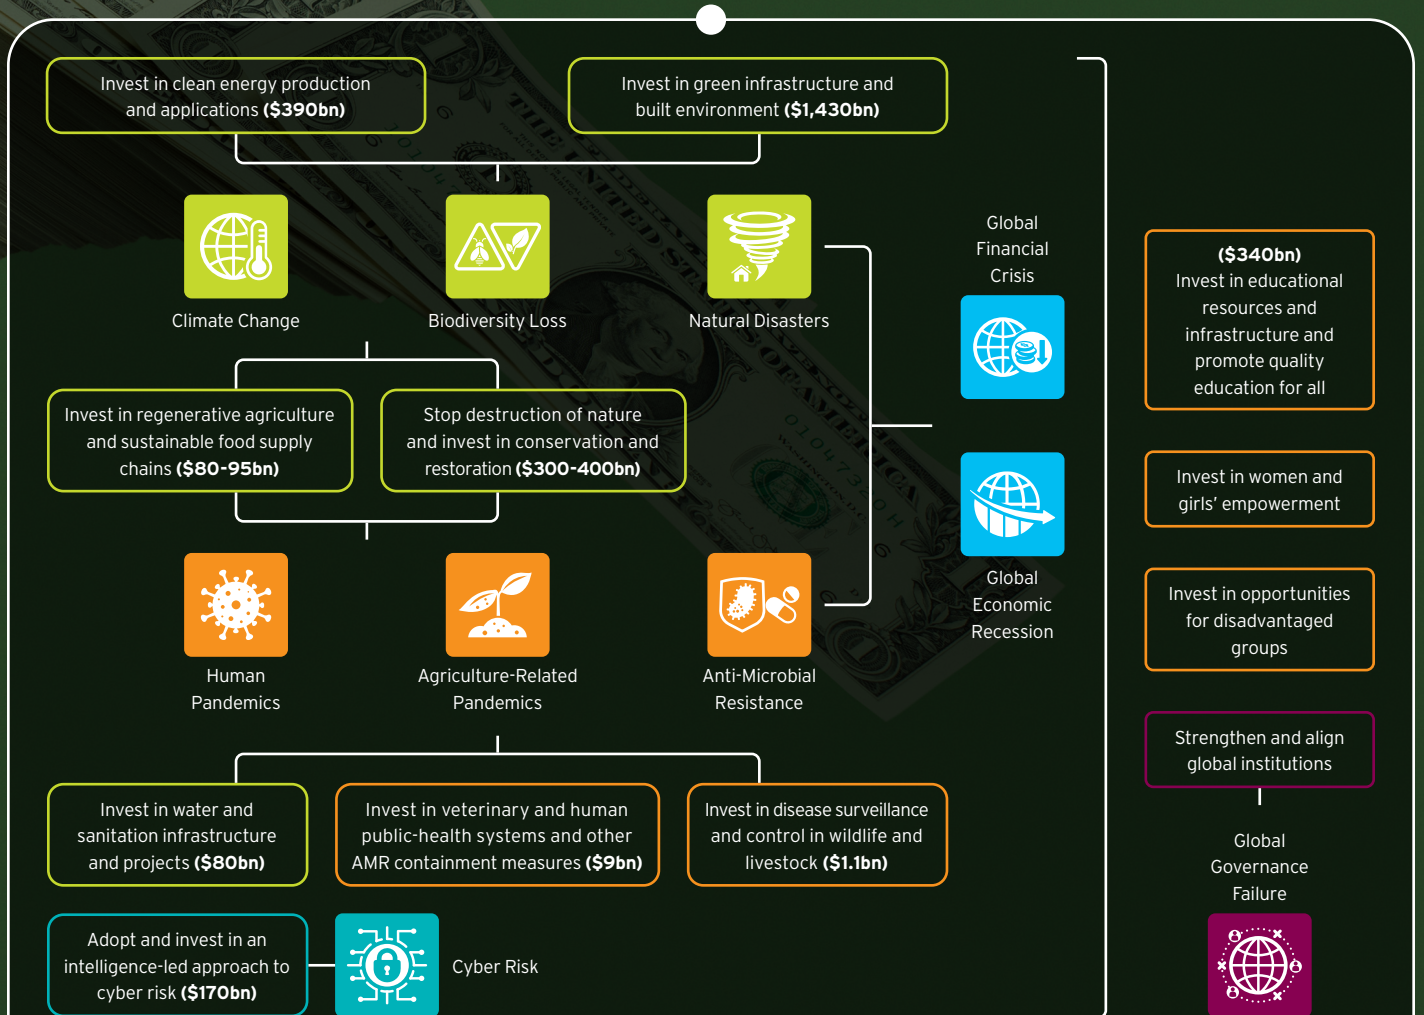 Invest in clean energy production
and applications ($390bn)
Invest in green infrastructure and
built environment ($1,430bn)
Climate Change
Biodiversity Loss
Natural Disasters
Global
Financial
Crisis
($340bn)
Invest in educational
resources and
infrastructure and
promote quality
education for all
Invest in regenerative agriculture
and sustainable food supply
chains ($80-95bn)
Stop destruction of nature
and invest in conservation and
restoration ($300-400bn)
Invest in women and
girls’ empowerment
Global
Economic
Recession
Invest in opportunities
for disadvantaged
groups
Human
Pandemics
Agriculture-Related
Pandemics
Anti-Microbial
Resistance
Strengthen and align
global institutions
Invest in water and
sanitation infrastructure
and projects ($80bn)
Invest in veterinary and human
public-health systems and other
AMR containment measures ($9bn)
Invest in disease surveillance
and control in wildlife and
livestock ($1.1bn)
Global
Governance
Failure
Adopt and invest in an
intelligence-led approach to
cyber risk ($170bn)
Cyber Risk